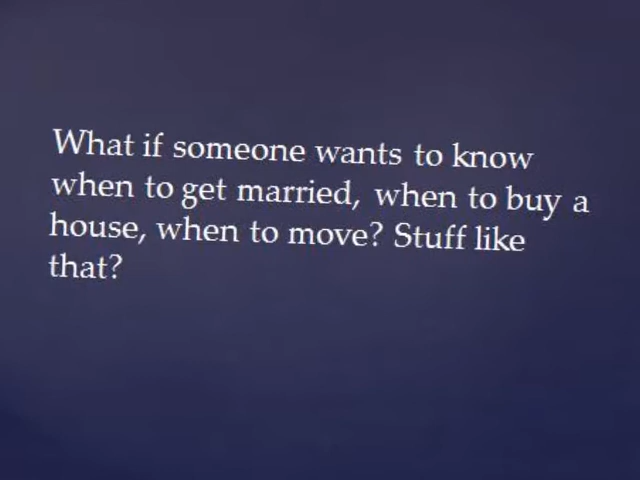 What if someone wants to know
when to get married, when to buy a
house, when to move? Stuff like
that?